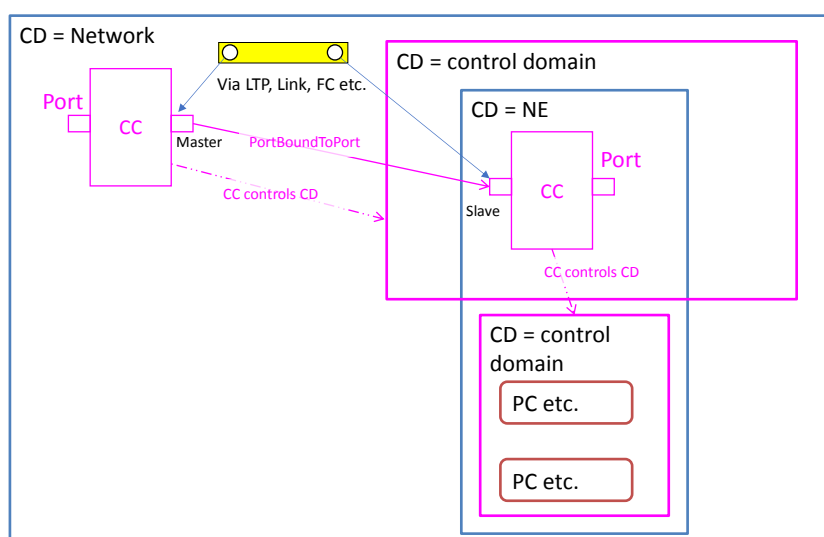 CD = Network
Via LTP, Link, FC etc.
CD = control domain
Port
CC
Master
CD = NE
PortBoundToPort
Port
CC
Slave
CC controls CD
CC controls CD
CD = control
domain
PC etc.
PC etc.